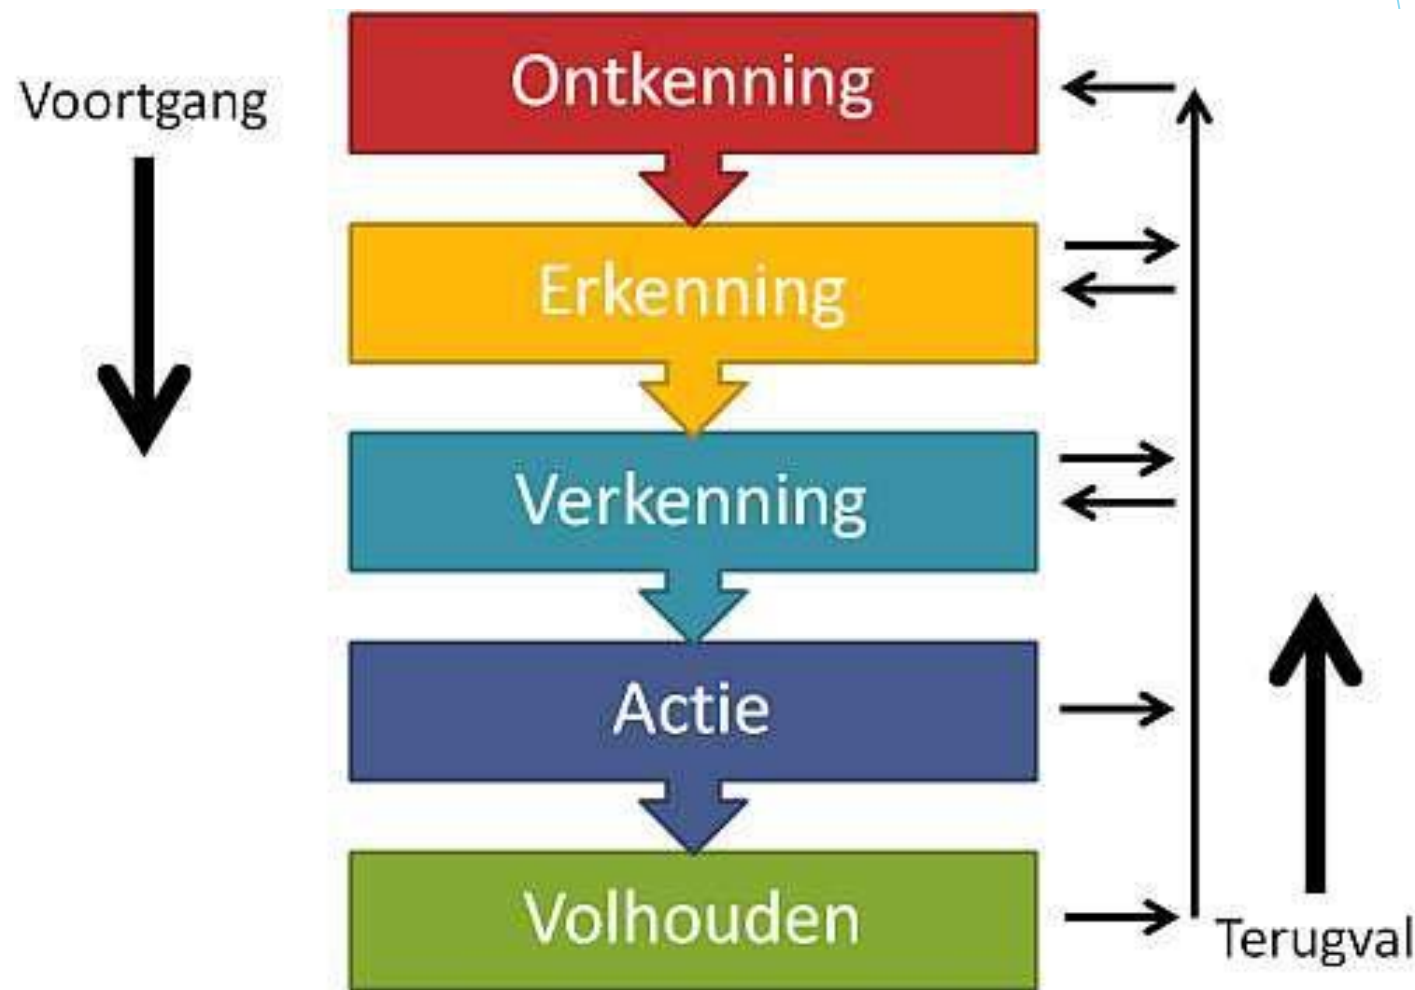 Voortgang
Ontkenning
Erkenning
Verkenning
Actie
Volhouden
Terugval